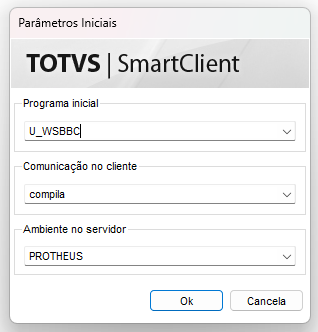 Parâmetros Iniciais
TOTVS | SmartClient
Programa inicial
U_WSBBC
Comunicação no cliente
compila
Ambiente no servidor
PROTHEUS
Ok Cancela